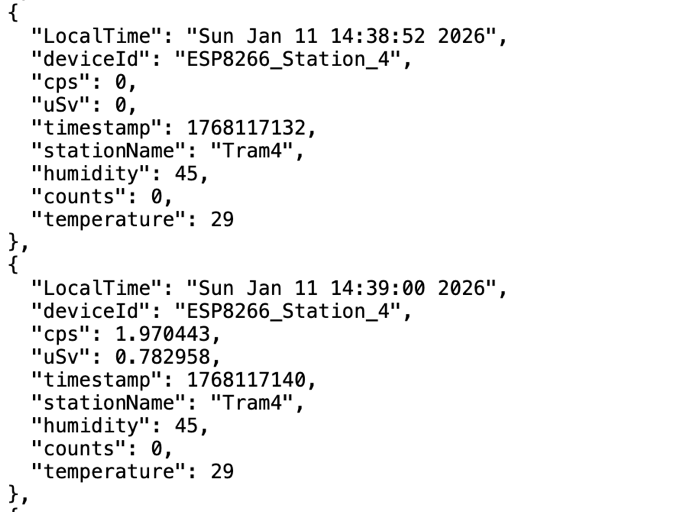 {
"LocalTime": "Sun Jan 11 14:38:52 2026",
"deviceId": "ESP8266_Station_4",
"cps": 0,
"uSv": 0,
"timestamp": 1768117132,
"stationName": "Tram4",
"humidity": 45,
"counts": 0,
"temperature": 29
},
{
"LocalTime": "Sun Jan 11 14:39:00 2026",
"deviceId": "ESP8266_Station_4",
"cps": 1.970443,
"uSv": 0.782958,
"timestamp": 1768117140,
"stationName": "Tram4",
"humidity": 45,
"counts": 0,
"temperature": 29
},
{